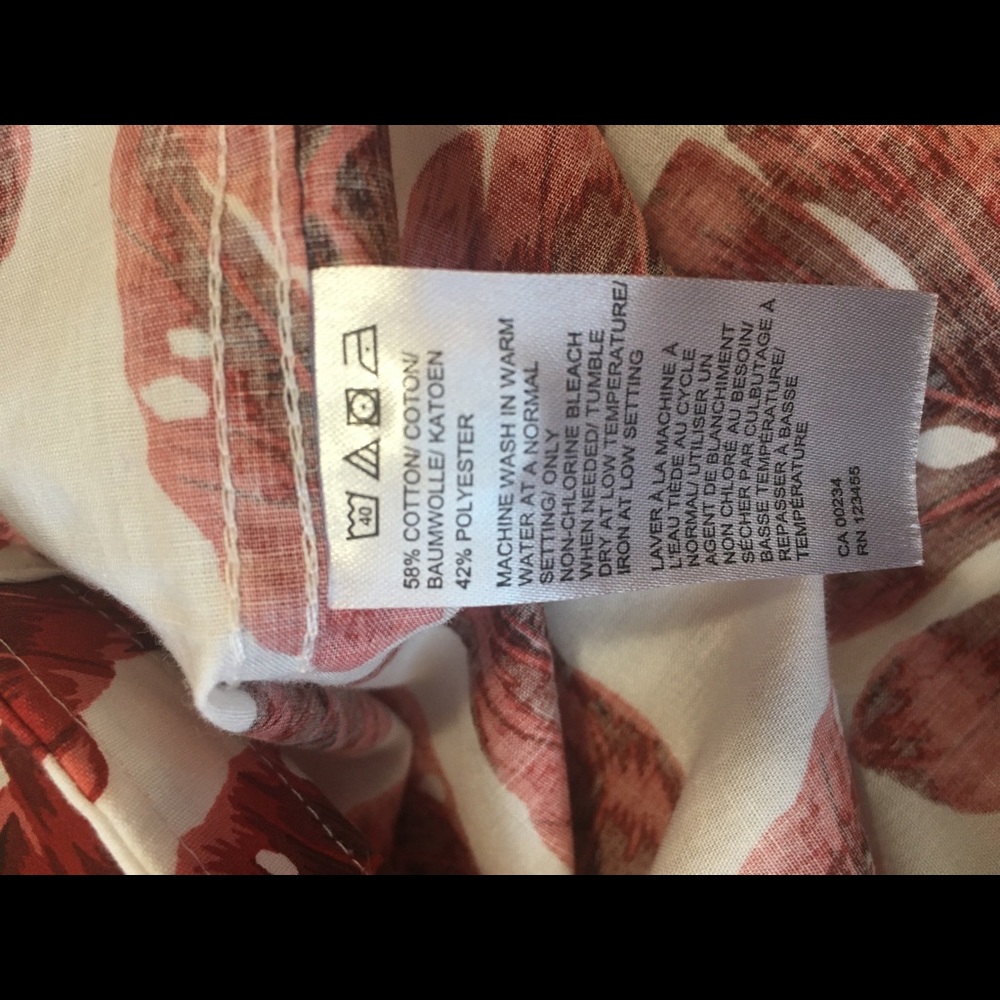 40
58% COTTON/ COTON/
BAUMWOLLE/ KATOEN
42% POLYESTER
MACHINE WASH IN WARM
WATER AT A NORMAL
SETTING/ ONLY
NON-CHLORINE BLEACH
WHEN NEEDED/ TUMBLE
DRY AT LOW TEMPERATURE/
IRON AT LOW SETTING
LAVER À LA MACHINE A
L'EAU TIÈDE AU CYCLE
NORMAL/ UTILISER UN
AGENT DE BLANCHIMENT
NON CHLORÉ AU BESOIN/
SÉCHER PAR CULBUTAGE A
BASSE TEMPÉRATURE/
REPASSER À BASSE
TEMPÉRATURE
CA 00234
RN 123455